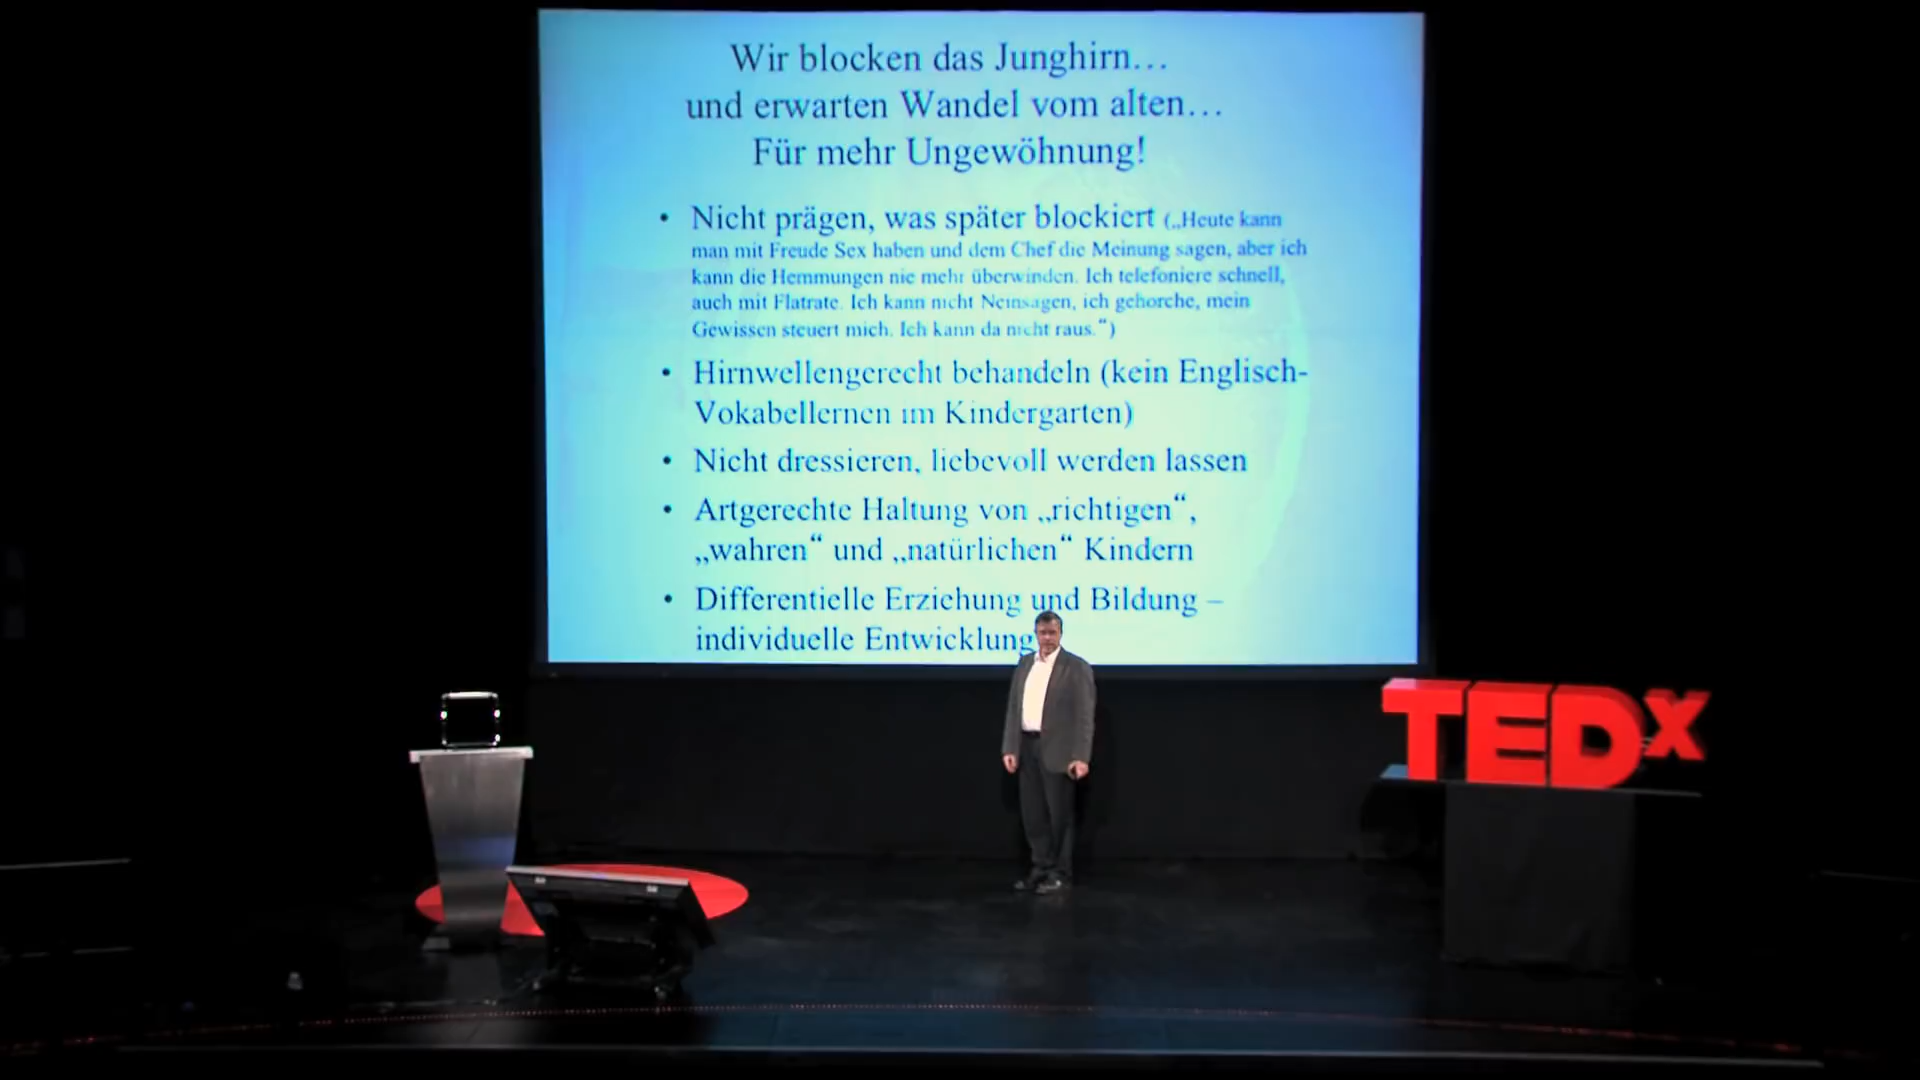 Wir blocken das Junghirn…
und erwarten Wandel vom alten…
Für mehr Ungewöhnung!
• Nicht prägen, was später blockiert („Heute kann
man mit Freude Sex haben und dem Chef die Meinung sagen, aber ich
kann die Hemmungen nie mehr überwinden. Ich telefoniere schnell,
auch mit Flatrate. Ich kann nicht Neinsagen, ich gehorche, mein
Gewissen steuert mich. Ich kann da nicht raus.“)
• Hirnwellengerecht behandeln (kein Englisch-
Vokabellernen im Kindergarten)
• Nicht dressieren, liebevoll werden lassen
• Artgerechte Haltung von „richtigen“,
„wahren“ und „natürlichen“ Kindern
• Differentielle Erziehung und Bildung –
individuelle Entwicklung
TEDx